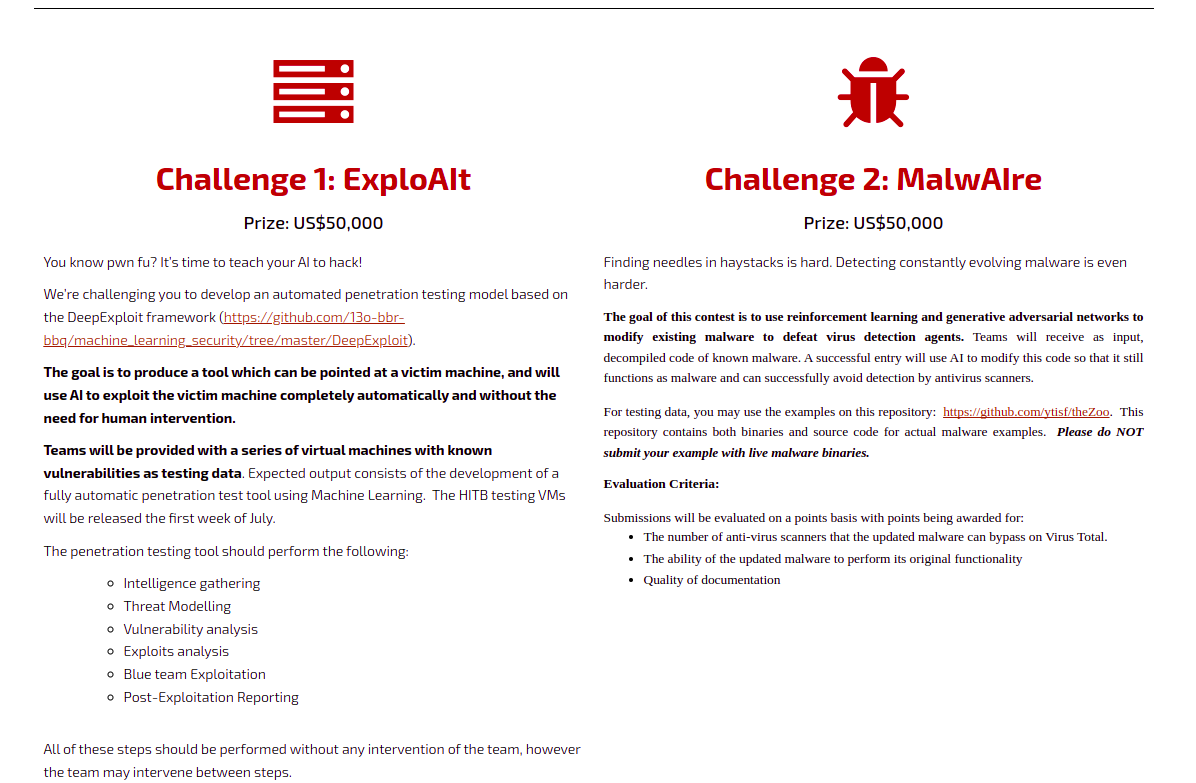 Challenge 1: ExploAIt
Prize: US$50,000
You know pwn fu? It's time to teach your AI to hack!
We're challenging you to develop an automated penetration testing model based on
the DeepExploit framework (https://github.com/13o-bbr-
bbq/machine_learning_security/tree/master/DeepExploit).
The goal is to produce a tool which can be pointed at a victim machine, and will
use AI to exploit the victim machine completely automatically and without the
need for human intervention.
Teams will be provided with a series of virtual machines with known
vulnerabilities as testing data. Expected output consists of the development of a
fully automatic penetration test tool using Machine Learning.  The HITB testing VMs
will be released the first week of July.
The penetration testing tool should perform the following:
Intelligence gathering
Threat Modelling
Vulnerability analysis
Exploits analysis
Blue team Exploitation
Post-Exploitation Reporting
All of these steps should be performed without any intervention of the team, however
the team may intervene between steps.
Challenge 2: MalwAIre
Prize: US$50,000
Finding needles in haystacks is hard. Detecting constantly evolving malware is even
harder.
The goal of this contest is to use reinforcement learning and generative adversarial networks to
modify existing malware to defeat virus detection agents. Teams will receive as input,
decompiled code of known malware. A successful entry will use AI to modify this code so that it still
functions as malware and can successfully avoid detection by antivirus scanners.
For testing data, you may use the examples on this repository:  https://github.com/ytisf/theZoo.  This
repository contains both binaries and source code for actual malware examples.  Please do NOT
submit your example with live malware binaries.
Evaluation Criteria:
Submissions will be evaluated on a points basis with points being awarded for:
• The number of anti-virus scanners that the updated malware can bypass on Virus Total.
• The ability of the updated malware to perform its original functionality
• Quality of documentation